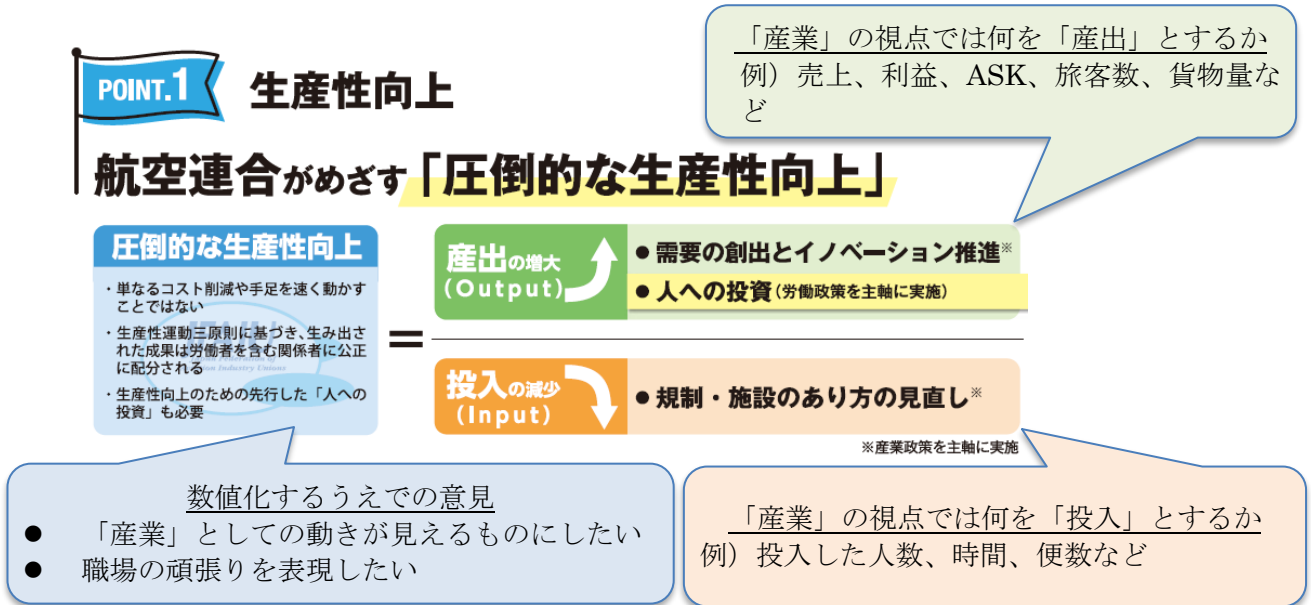 「産業」の視点では何を「産出」とするか
例）売上、利益、ASK、旅客数、貨物量な
ど
POINT.1 生産性向上
航空連合がめざす「圧倒的な生産性向上」
圧倒的な生産性向上
・単なるコスト削減や手足を速く動かす
ことではない
・生産性運動三原則に基づき、生み出さ
れた成果は労働者を含む関係者に公正
に配分される
・生産性向上のための先行した「人への
投資」も必要
＝
産出の増大
(Output)
●需要の創出とイノベーション推進※
●人への投資（労働政策を主軸に実施）
投入の減少
(Input)
●規制・施設のあり方の見直し※
※産業政策を主軸に実施
数値化するうえでの意見
● 「産業」としての動きが見えるものにしたい
● 職場の頑張りを表現したい
「産業」の視点では何を「投入」とするか
例）投入した人数、時間、便数など